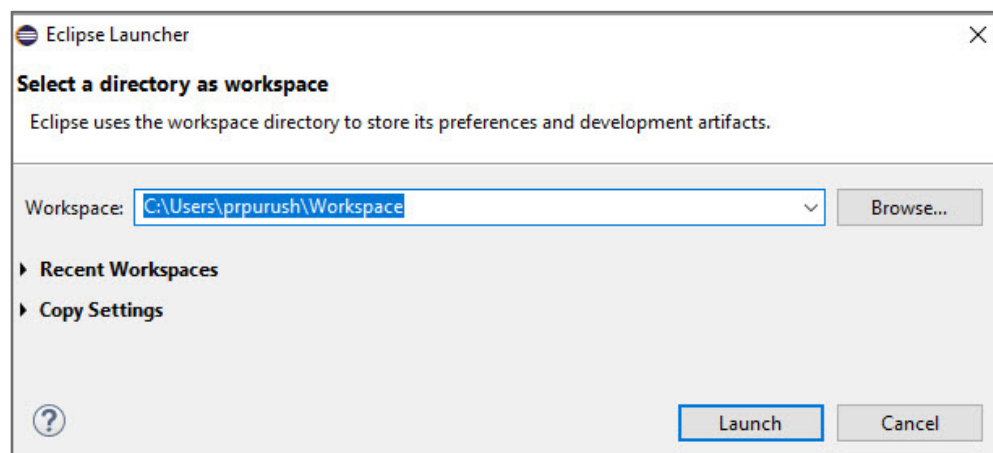 Eclipse Launcher
Select a directory as workspace
Eclipse uses the workspace directory to store its preferences and development artifacts.
Workspace: C:\Users\prpurush\Workspace Browse...
Recent Workspaces
Copy Settings
? Launch Cancel